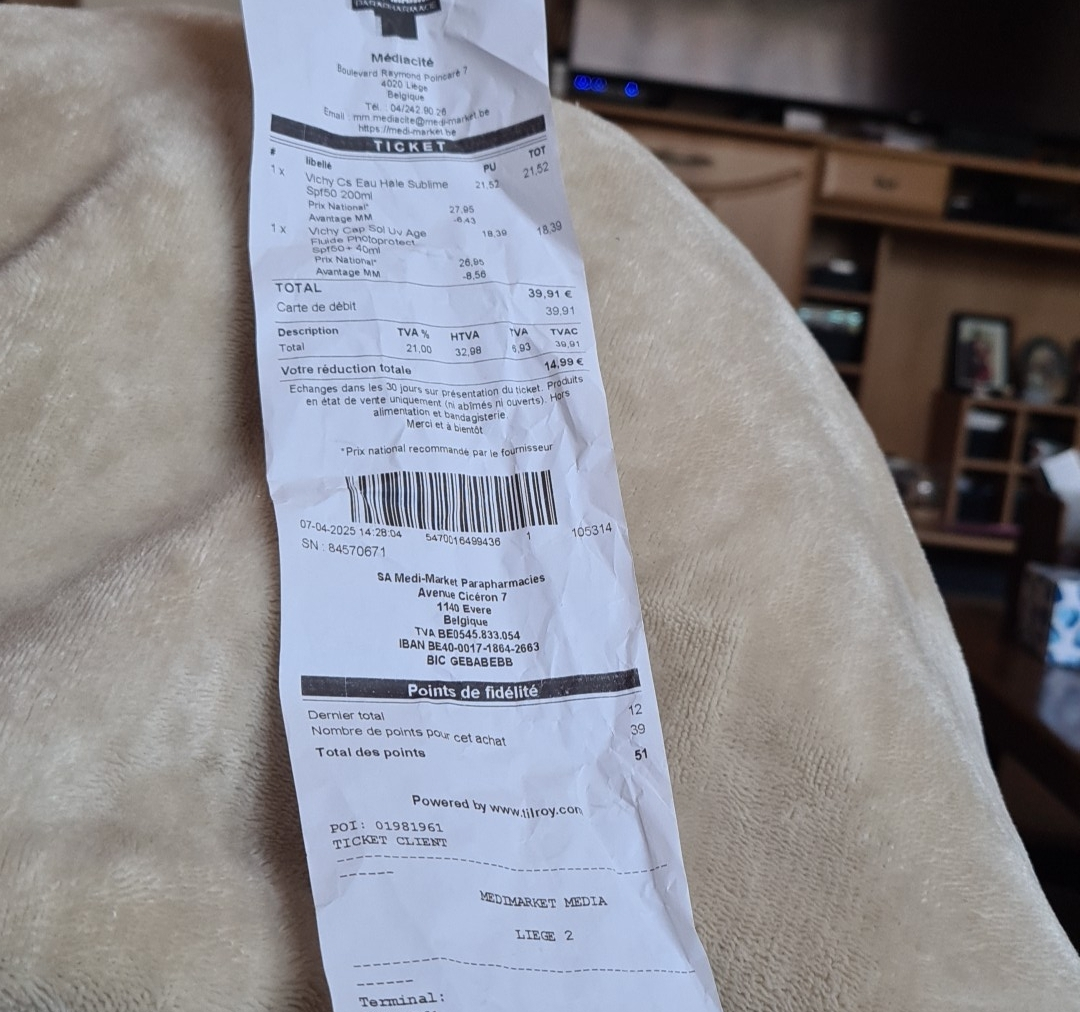 Médiacité
Boulevard Raymond Poincaré 7
4020 Liège
Belgique
Tél. : 04/242.90.26
Email : mm.mediacite@medi-market.be
https://medi-market.be
TICKET
# libellé PU TOT
1 x Vichy Cs Eau Hale Sublime 21,52 21,52
Spf50 200ml
Prix National* 27,95
Avantage MM -6,43
1 x Vichy Cap Sol Uv Age 18,39 18,39
Fluide Photoprotect
Spf50+ 40ml
Prix National* 26,95
Avantage MM -8,56
TOTAL 39,91 €
Carte de débit 39,91
Description TVA % HTVA TVA TVAC
Total 21,00 32,98 6,93 39,91
Votre réduction totale 14,99 €
Echanges dans les 30 jours sur présentation du ticket. Produits
en état de vente uniquement (ni abîmés ni ouverts). Hors
alimentation et bandagisterie.
Merci et à bientôt
*Prix national recommandé par le fournisseur
07-04-2025 14:28:04 5470016499436 1 105314
SN : 84570671
SA Medi-Market Parapharmacies
Avenue Cicéron 7
1140 Evere
Belgique
TVA BE0545.833.054
IBAN BE40-0017-1864-2663
BIC GEBABEBB
Points de fidélité
Dernier total 12
Nombre de points pour cet achat 39
Total des points 51
Powered by www.tilroy.com
POI: 01981961
TICKET CLIENT
MEDIMARKET MEDIA
LIEGE 2
Terminal: